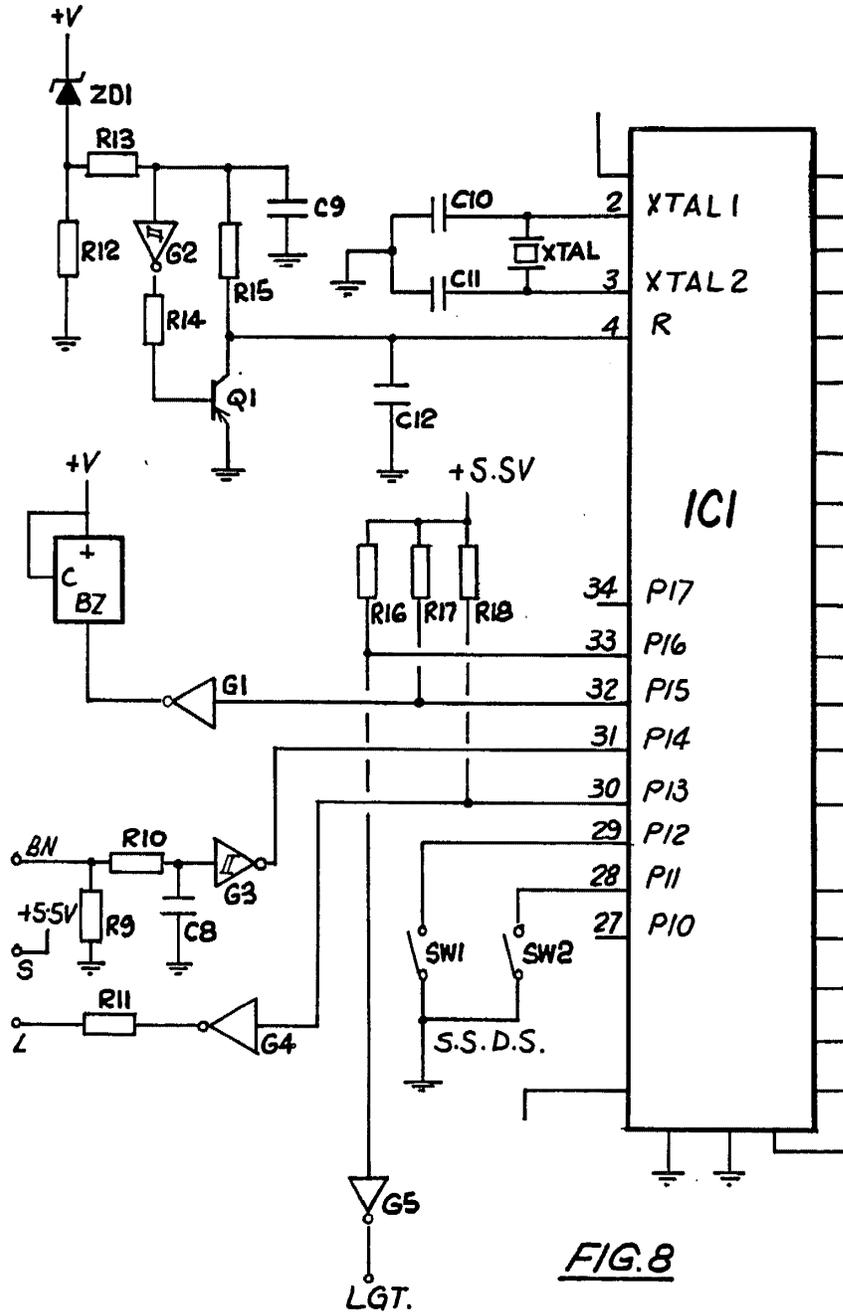 +V
ZD1
R13
R12
G2
R14
R15
C9
C10
C11
XTAL
2 XTAL1
3 XTAL2
4 R
Q1
C12
+V
+
C
BZ
+5.5V
IC1
R16
R17
R18
34 P17
33 P16
G1
32 P15
31 P14
30 P13
29 P12
28 P11
27 P10
BN
R10
G3
+5.5V
R9
C8
S
SW1
SW2
R11
L
G4
S.S.D.S.
G5
LGT.
FIG.8